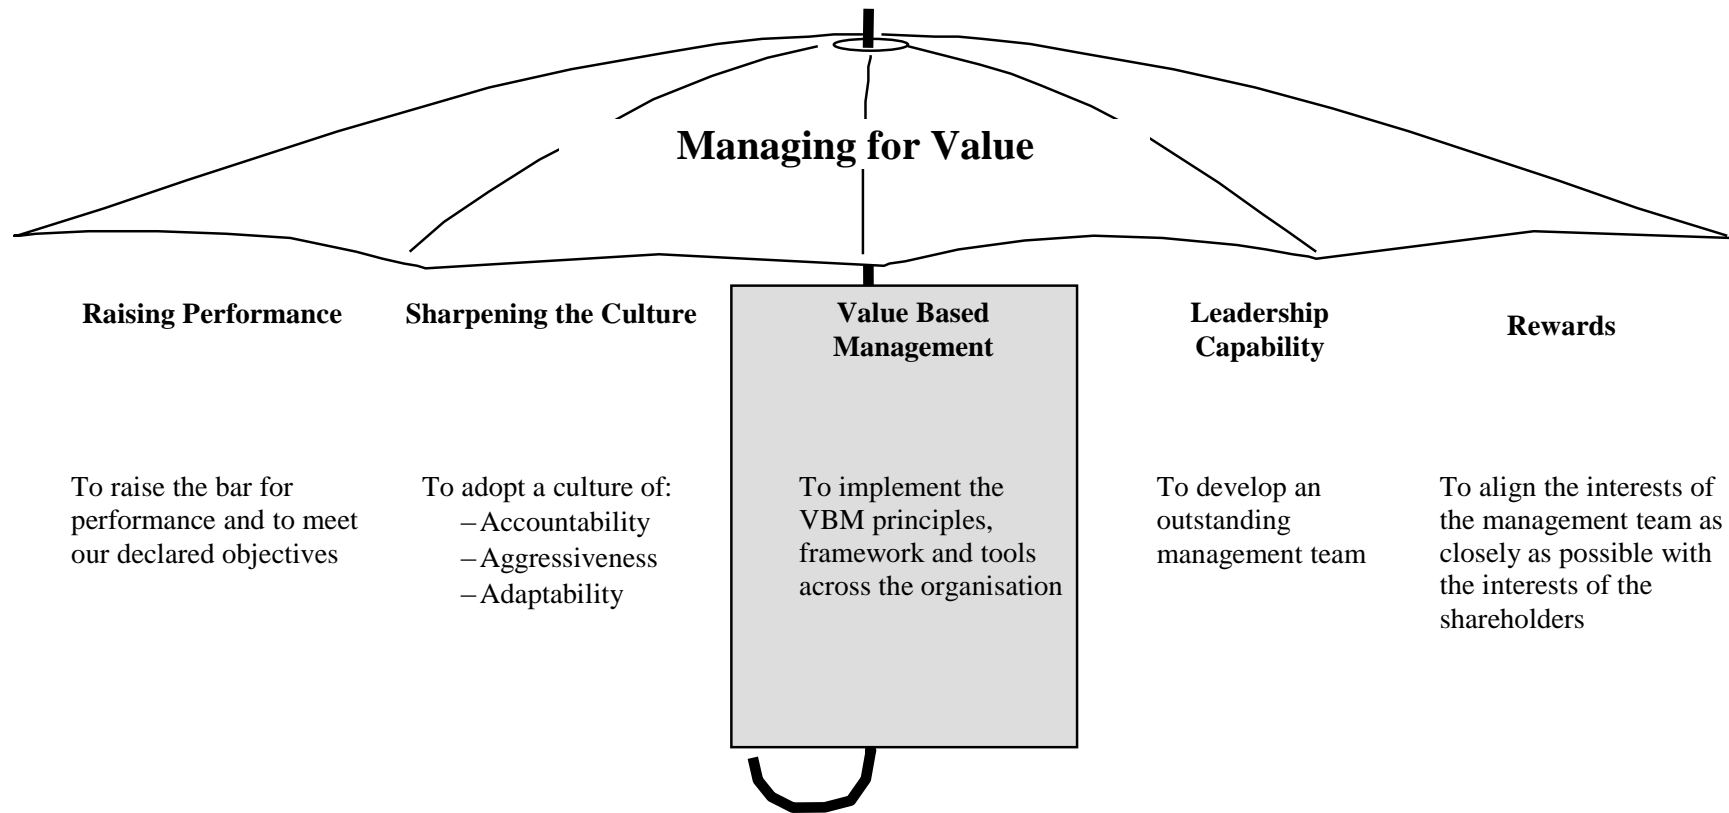 Managing for Value
Raising Performance
To raise the bar for
performance and to meet
our declared objectives
Sharpening the Culture
To adopt a culture of:
–Accountability
–Aggressiveness
–Adaptability
Value Based
Management
To implement the
VBM principles,
framework and tools
across the organisation
Leadership
Capability
To develop an
outstanding
management team
Rewards
To align the interests of
the management team as
closely as possible with
the interests of the
shareholders